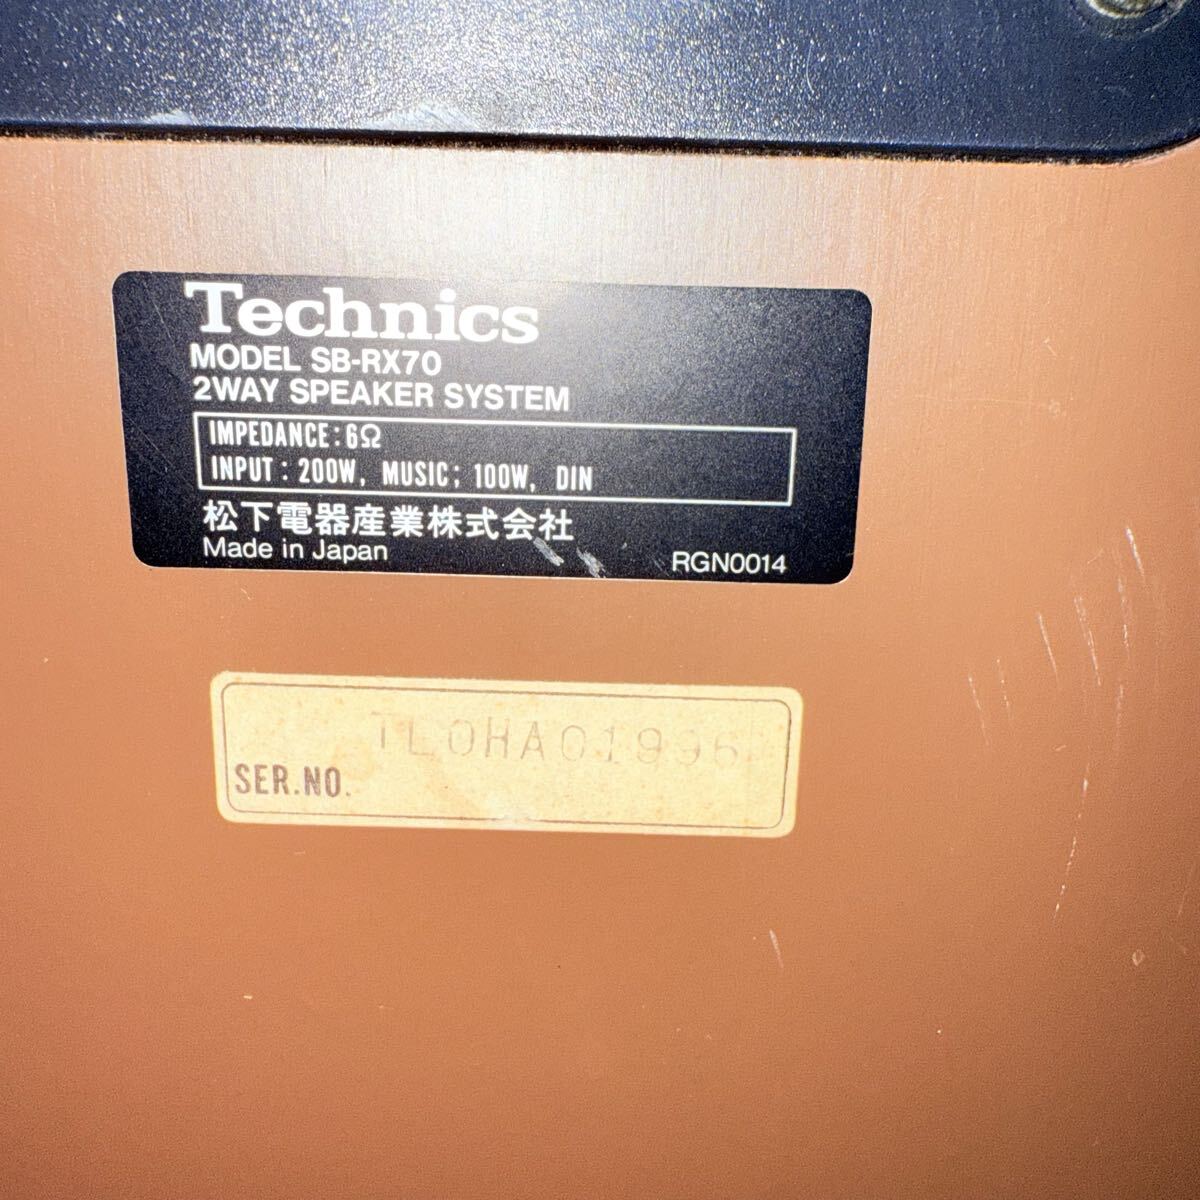 Technics
MODEL SB-RX70
2WAY SPEAKER SYSTEM
IMPEDANCE:6Ω
INPUT: 200W, MUSIC; 100W, DIN
松下電器産業株式会社
Made in Japan
RGN0014
TLOHA01996
SER.NO.